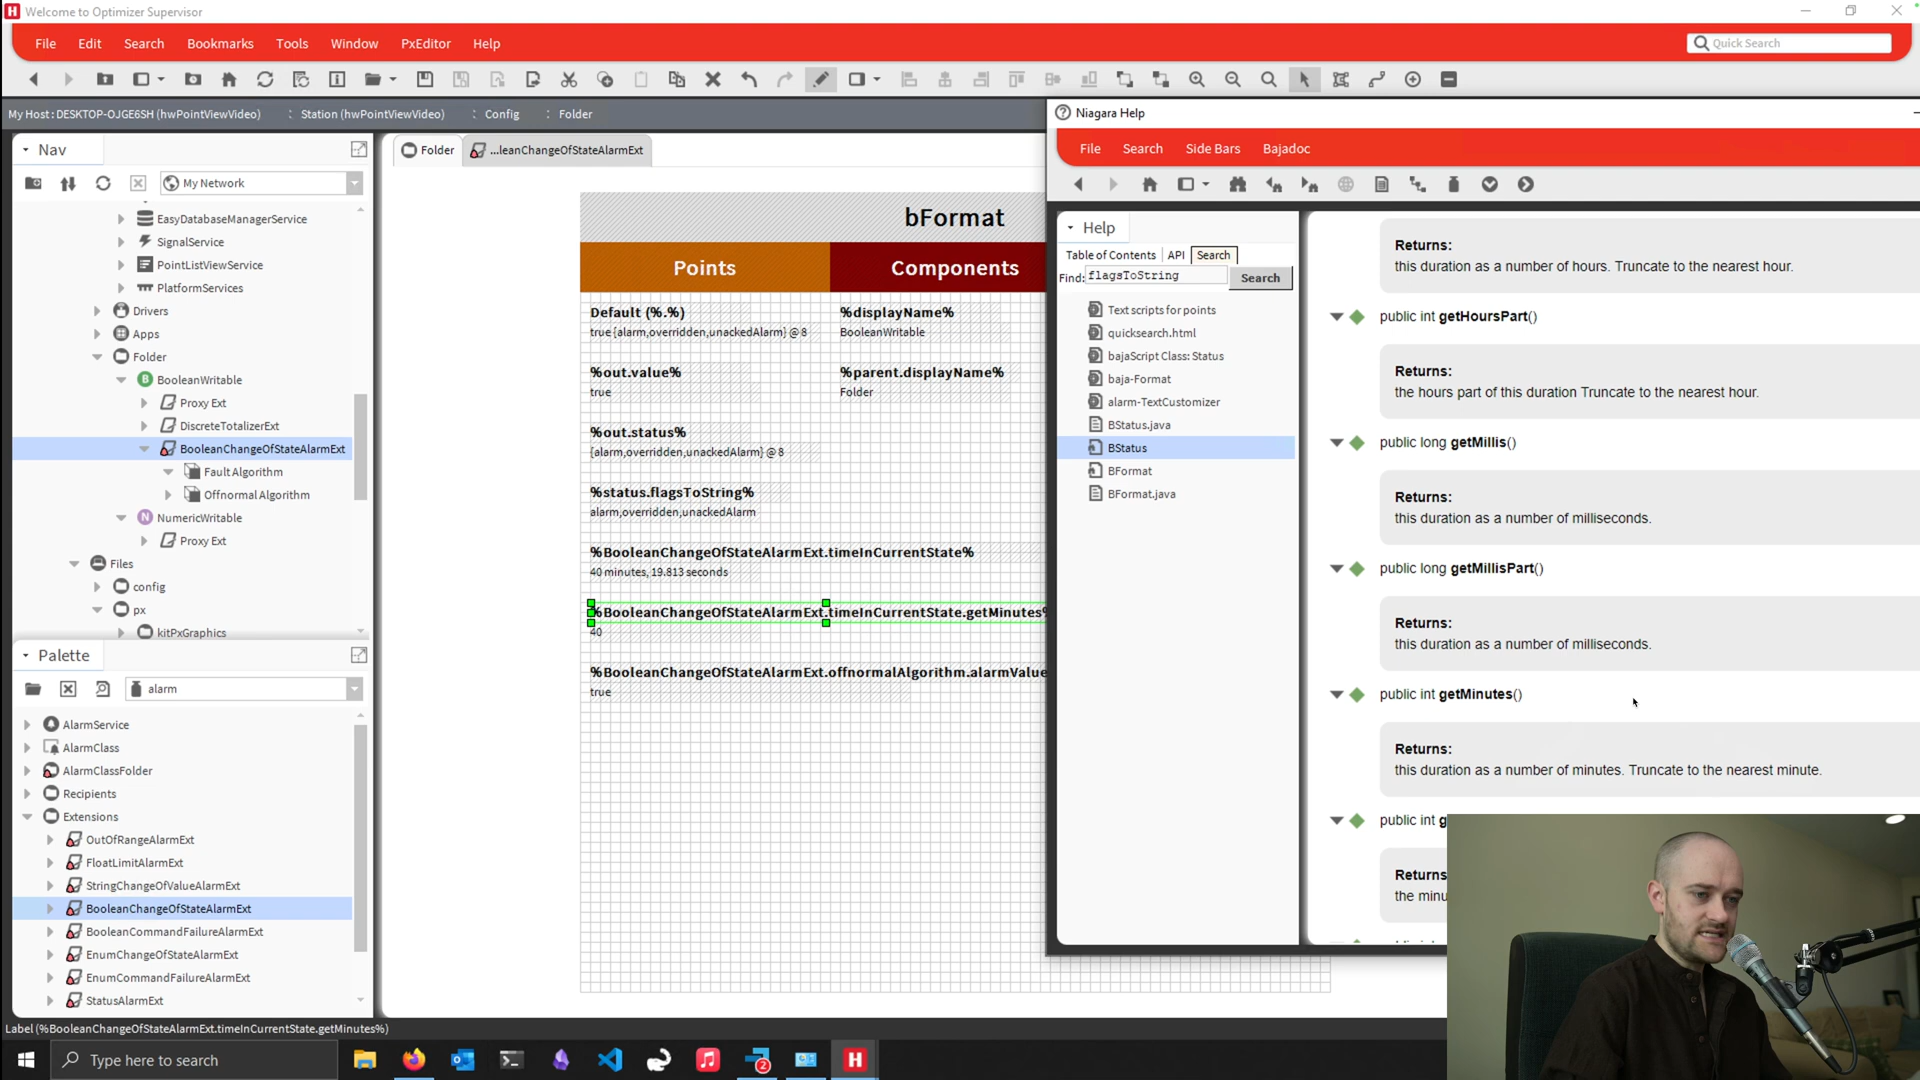 Welcome to Optimizer Supervisor
File Edit Search Bookmarks Tools Window PxEditor Help
Quick Search
My Host : DESKTOP-OJGE6SH (hwPointViewVideo) : Station (hwPointViewVideo) : Config : Folder
Nav
My Network
EasyDatabaseManagerService
SignalService
PointListViewService
PlatformServices
Drivers
Apps
Folder
BooleanWritable
Proxy Ext
DiscreteTotalizerExt
BooleanChangeOfStateAlarmExt
Fault Algorithm
Offnormal Algorithm
NumericWritable
Proxy Ext
Files
config
px
kitPxGraphics
Palette
alarm
AlarmService
AlarmClass
AlarmClassFolder
Recipients
Extensions
OutOfRangeAlarmExt
FloatLimitAlarmExt
StringChangeOfValueAlarmExt
BooleanChangeOfStateAlarmExt
BooleanCommandFailureAlarmExt
EnumChangeOfStateAlarmExt
EnumCommandFailureAlarmExt
StatusAlarmExt
Folder
...leanChangeOfStateAlarmExt
bFormat
Points
Components
Default (%.%)
true {alarm,overridden,unackedAlarm} @ 8
%out.value%
true
%out.status%
{alarm,overridden,unackedAlarm} @ 8
%status.flagsToString%
alarm,overridden,unackedAlarm
%BooleanChangeOfStateAlarmExt.timeInCurrentState%
40 minutes, 19.813 seconds
%BooleanChangeOfStateAlarmExt.timeInCurrentState.getMinutes%
40
%BooleanChangeOfStateAlarmExt.offnormalAlgorithm.alarmValue
true
%displayName%
BooleanWritable
%parent.displayName%
Folder
Niagara Help
File Search Side Bars Bajadoc
Help
Table of Contents API Search
Find: flagsToString Search
Text scripts for points
quicksearch.html
bajaScript Class: Status
baja-Format
alarm-TextCustomizer
BStatus.java
BStatus
BFormat
BFormat.java
Returns:
this duration as a number of hours. Truncate to the nearest hour.
public int getHoursPart()
Returns:
the hours part of this duration Truncate to the nearest hour.
public long getMillis()
Returns:
this duration as a number of milliseconds.
public long getMillisPart()
Returns:
this duration as a number of milliseconds.
public int getMinutes()
Returns:
this duration as a number of minutes. Truncate to the nearest minute.
public int g
Returns
the minu
Label (%BooleanChangeOfStateAlarmExt.timeInCurrentState.getMinutes%)
Type here to search
2
H